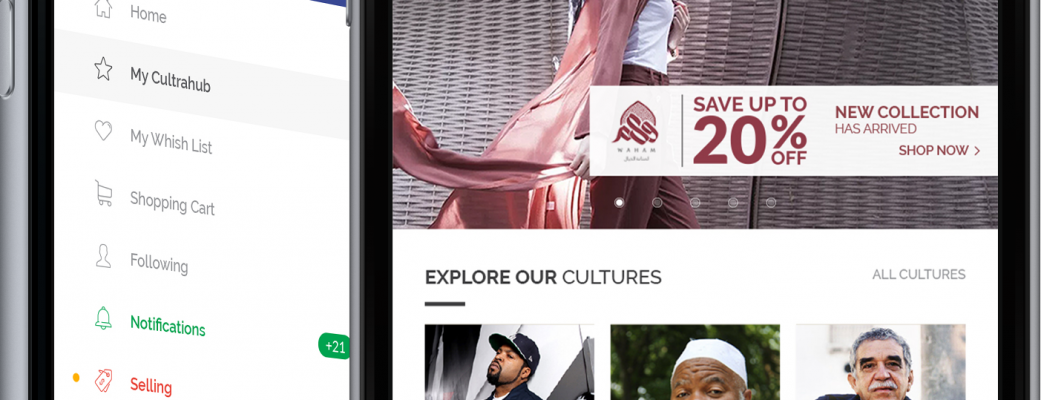 Home
My Cultrahub
My Whish List
Shopping Cart
Following
Notifications
+21
Selling
WAHAM
SAVE UP TO
20% OFF
NEW COLLECTION
HAS ARRIVED
SHOP NOW >
EXPLORE OUR CULTURES
ALL CULTURES